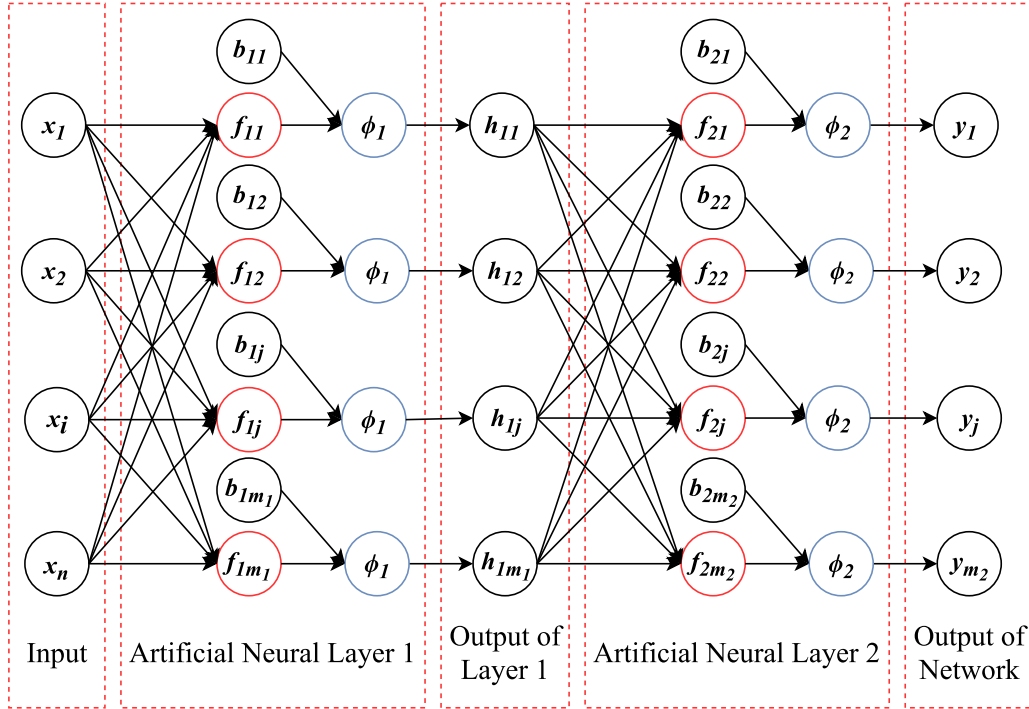 b₁₁ b₂₁
x₁ f₁₁ ϕ₁ h₁₁ f₂₁ ϕ₂ y₁
b₁₂ b₂₂
x₂ f₁₂ ϕ₁ h₁₂ f₂₂ ϕ₂ y₂
b₁ⱼ b₂ⱼ
xᵢ f₁ⱼ ϕ₁ h₁ⱼ f₂ⱼ ϕ₂ yⱼ
b₁ₘ₁ b₂ₘ₂
xₙ f₁ₘ₁ ϕ₁ h₁ₘ₁ f₂ₘ₂ ϕ₂ yₘ₂
Input
Artificial Neural Layer 1
Output of
Layer 1
Artificial Neural Layer 2
Output of
Network